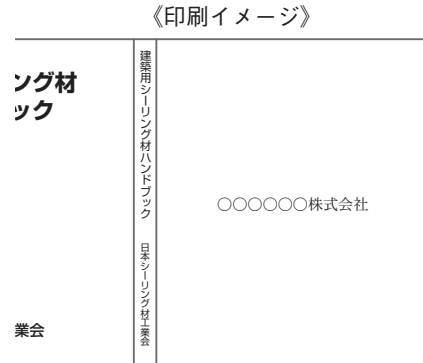 《印刷イメージ》
ング材
ック
業会
建築用シーリング材ハンドブック 日本シーリング材工業会
○○○○○○株式会社